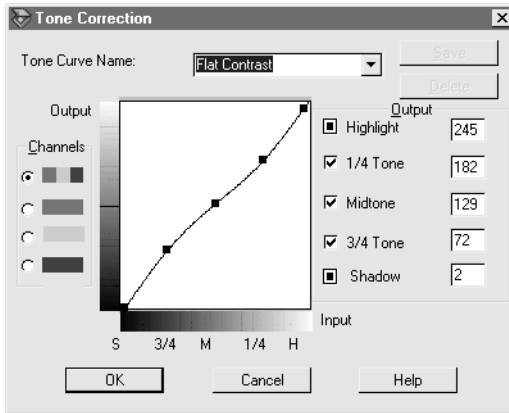 Tone Correction
Tone Curve Name:
Flat Contrast
Save
Delete
Output
Output
Channels
Highlight 245
1/4 Tone 182
Midtone 129
3/4 Tone 72
Shadow 2
Input
S 3/4 M 1/4 H
OK Cancel Help